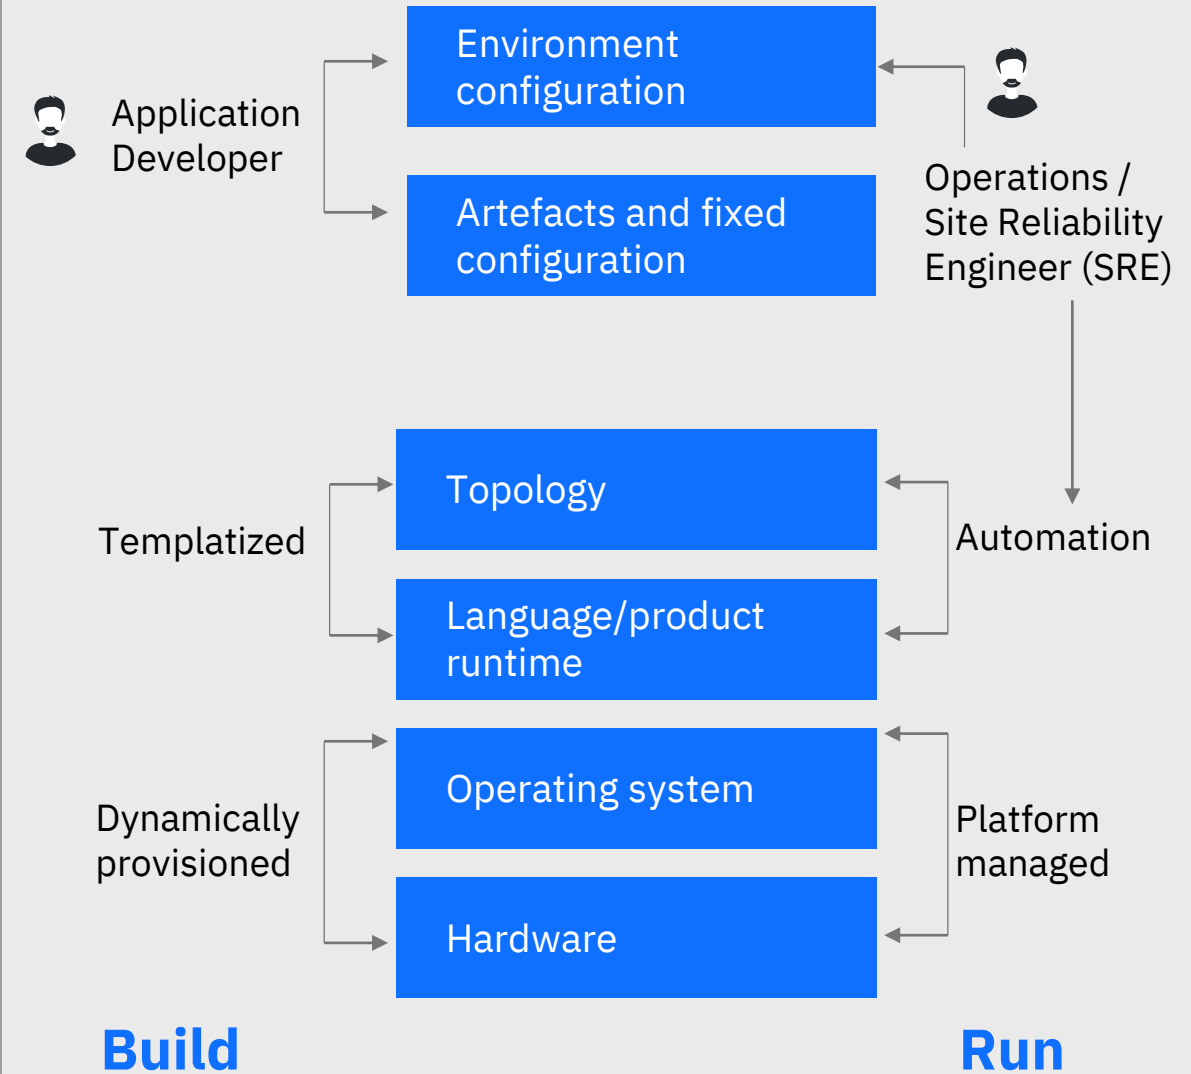 Environment
configuration
Application
Developer
Artefacts and fixed
configuration
Operations /
Site Reliability
Engineer (SRE)
Topology
Templatized
Automation
Language/product
runtime
Operating system
Dynamically
provisioned
Platform
managed
Hardware
Build
Run